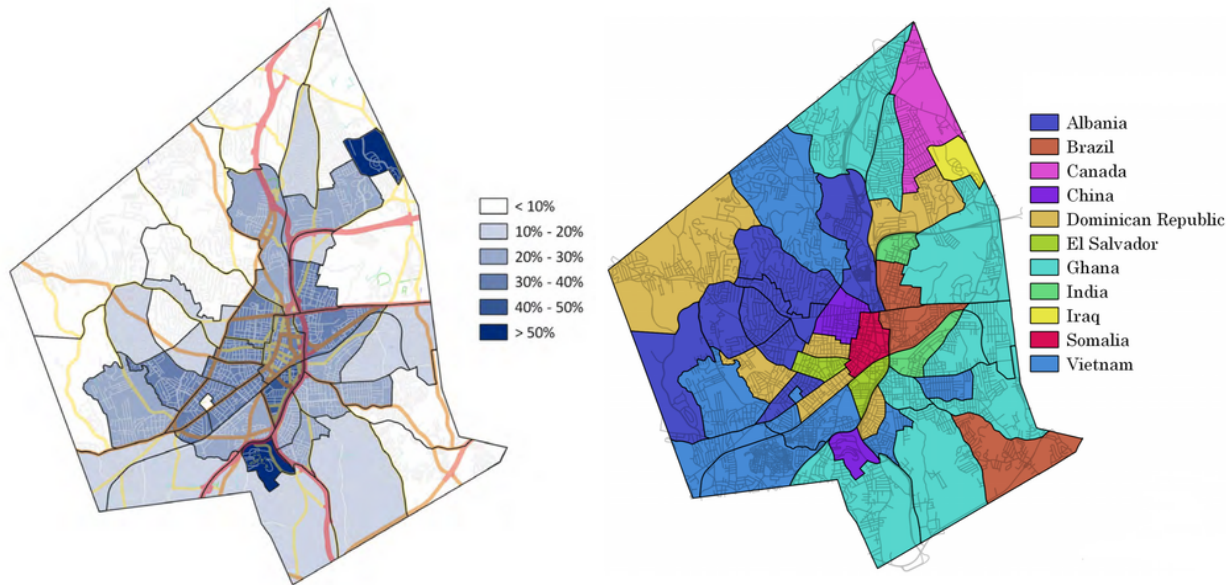 < 10%
10% - 20%
20% - 30%
30% - 40%
40% - 50%
> 50%
Albania
Brazil
Canada
China
Dominican Republic
El Salvador
Ghana
India
Iraq
Somalia
Vietnam